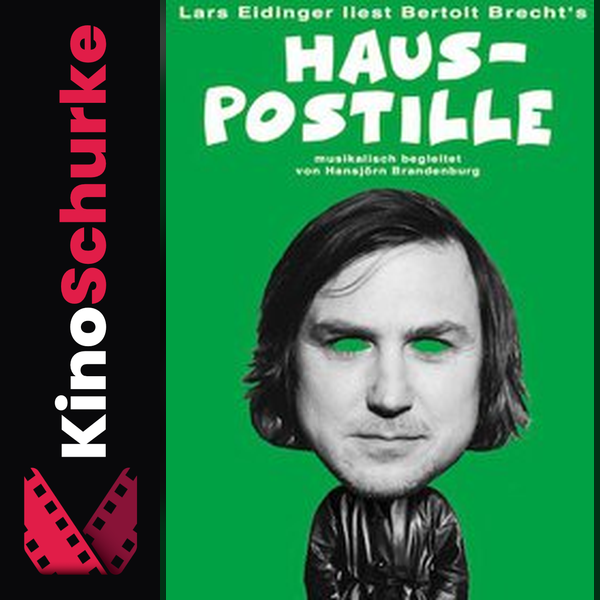 KinoSchurke
Lars Eidinger liest Bertolt Brecht's
HAUS-
POSTILLE
musikalisch begleitet
von Hansjörn Brandenburg